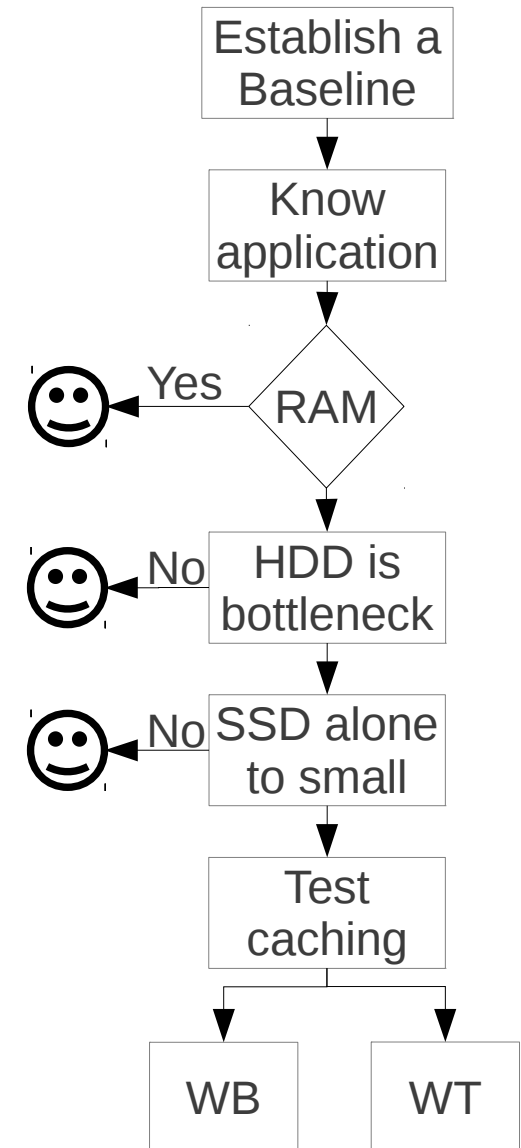 Establish a
Baseline
Know
application
Yes
RAM
No
HDD is
bottleneck
No
SSD alone
to small
Test
caching
WB
WT